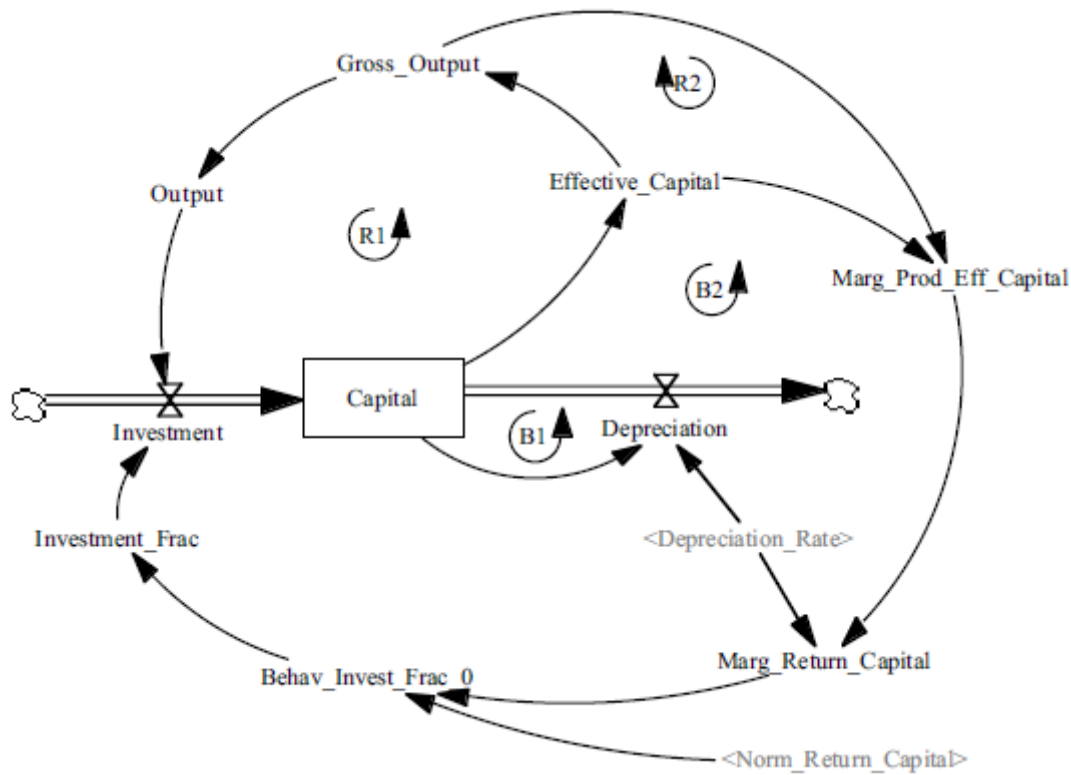 Gross_Output
R2
Effective_Capital
Output
R1
Marg_Prod_Eff_Capital
B2
Capital
Investment
B1
Depreciation
Investment_Frac
<Depreciation_Rate>
Marg_Return_Capital
Behav_Invest_Frac_0
<Norm_Return_Capital>